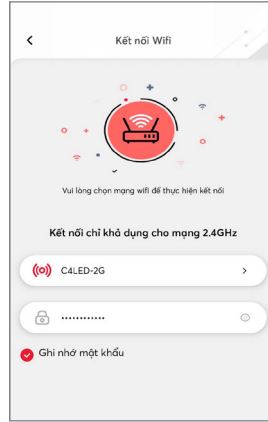 Kết nối Wifi
Vui lòng chọn mạng wifi để thực hiện kết nối
Kết nối chỉ khả dụng cho mạng 2.4GHz
C4LED-2G
••••••••••••
Ghi nhớ mật khẩu